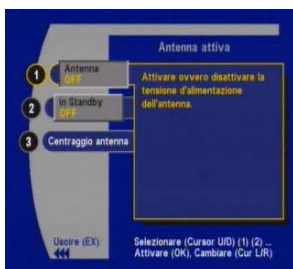 Antenna attiva
1 Antenna
OFF
2 in Standby
OFF
3 Centraggio antenna
Attivare ovvero disattivare la
tensione d'alimentazione
dell'antenna.
Uscire (EX)
Selezionare (Cursor U/D) (1) (2) ...
Attivare (OK), Cambiare (Cur L/R)